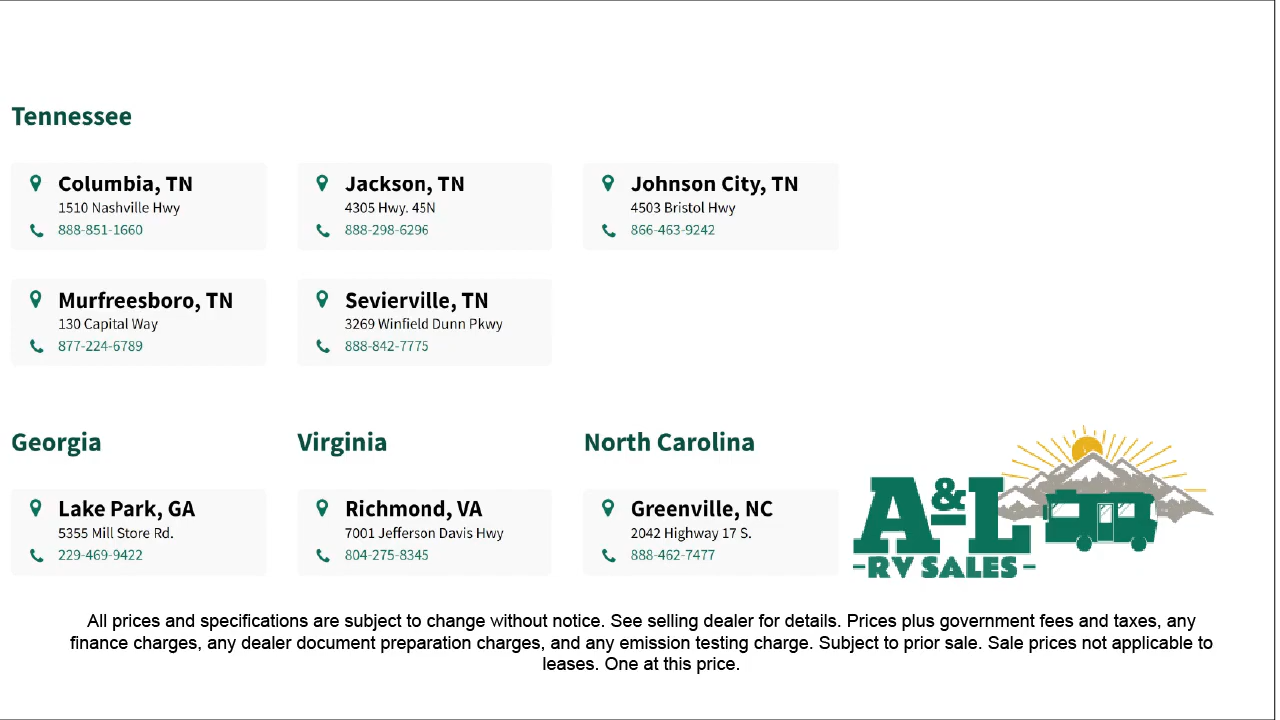 Tennessee
Columbia, TN
1510 Nashville Hwy
888-851-1660
Jackson, TN
4305 Hwy. 45N
888-298-6296
Johnson City, TN
4503 Bristol Hwy
866-463-9242
Murfreesboro, TN
130 Capital Way
877-224-6789
Sevierville, TN
3269 Winfield Dunn Pkwy
888-842-7775
Georgia
Lake Park, GA
5355 Mill Store Rd.
229-469-9422
Virginia
Richmond, VA
7001 Jefferson Davis Hwy
804-275-8345
North Carolina
Greenville, NC
2042 Highway 17 S.
888-462-7477
A&L
-RV SALES-
All prices and specifications are subject to change without notice. See selling dealer for details. Prices plus government fees and taxes, any
finance charges, any dealer document preparation charges, and any emission testing charge. Subject to prior sale. Sale prices not applicable to
leases. One at this price.